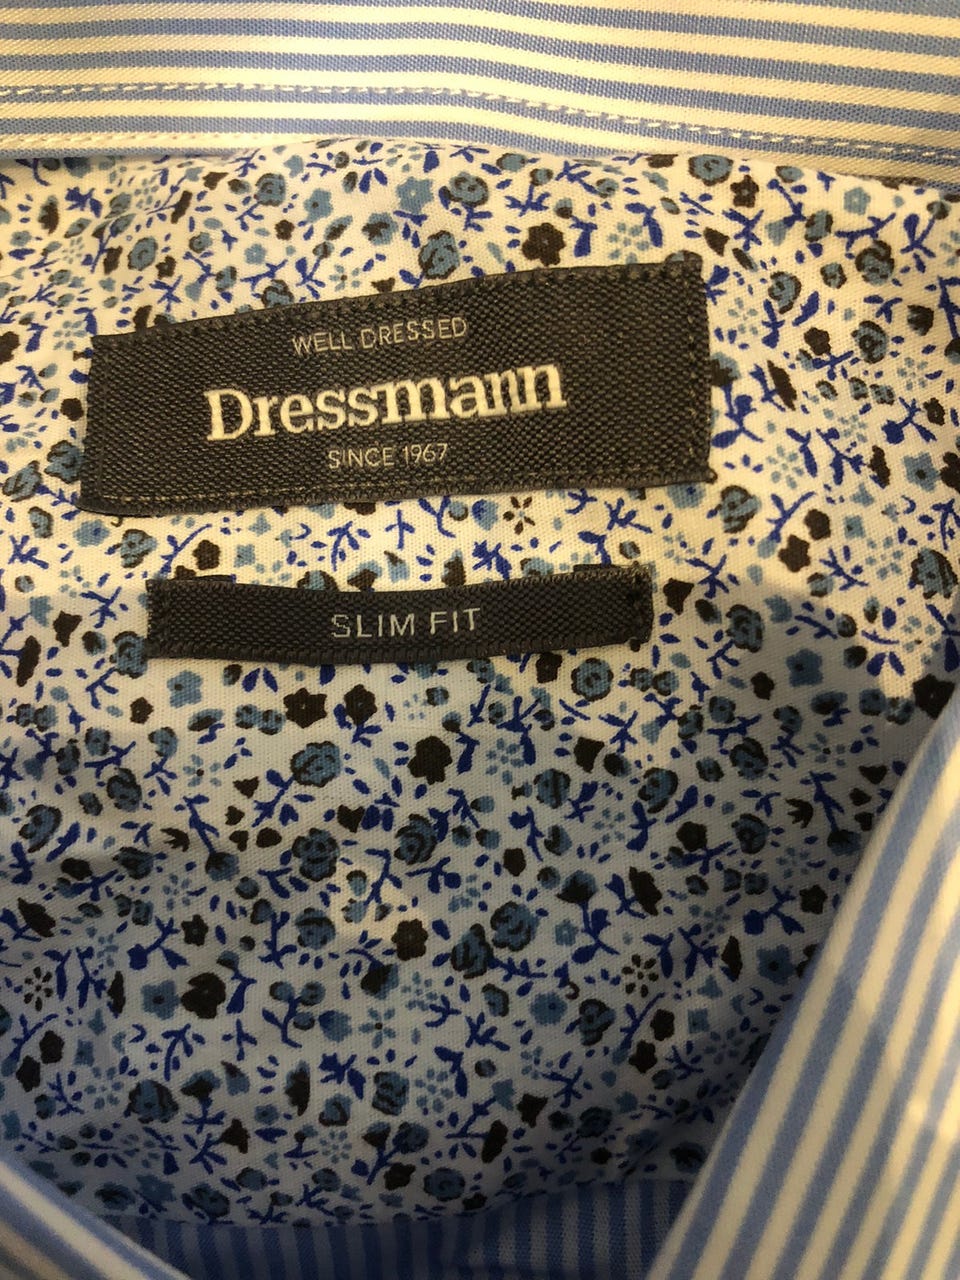 WELL DRESSED
Dressmann
SINCE 1967
SLIM FIT